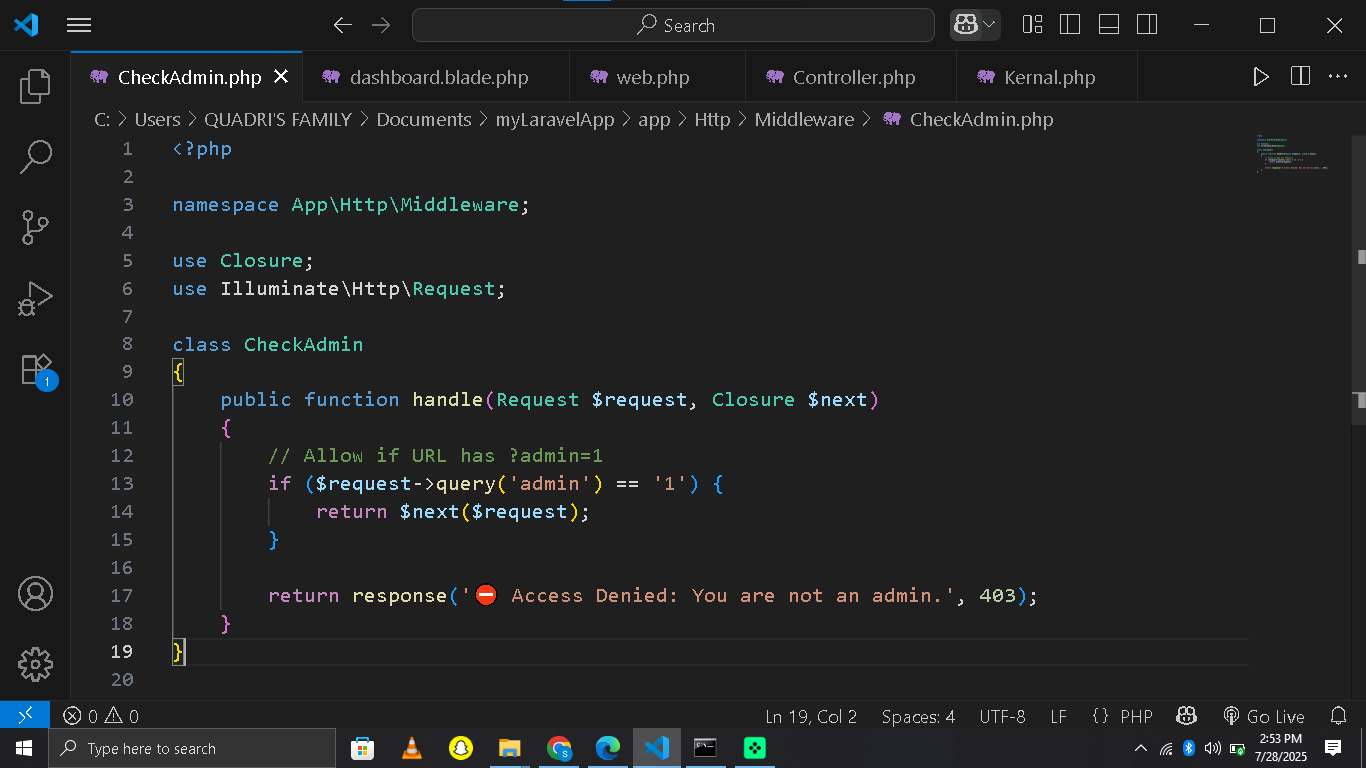 Search
CheckAdmin.php
dashboard.blade.php
web.php
Controller.php
Kernal.php
C: > Users > QUADRI'S FAMILY > Documents > myLaravelApp > app > Http > Middleware > CheckAdmin.php
1 <?php
2
3 namespace App\Http\Middleware;
4
5 use Closure;
6 use Illuminate\Http\Request;
7
8 class CheckAdmin
9 {
10     public function handle(Request $request, Closure $next)
11     {
12         // Allow if URL has ?admin=1
13         if ($request->query('admin') == '1') {
14             return $next($request);
15         }
16
17         return response('⛔ Access Denied: You are not an admin.', 403);
18     }
19 }
20
1
0 0
Ln 19, Col 2 Spaces: 4 UTF-8 LF {} PHP Go Live
Type here to search
2:53 PM
7/28/2025